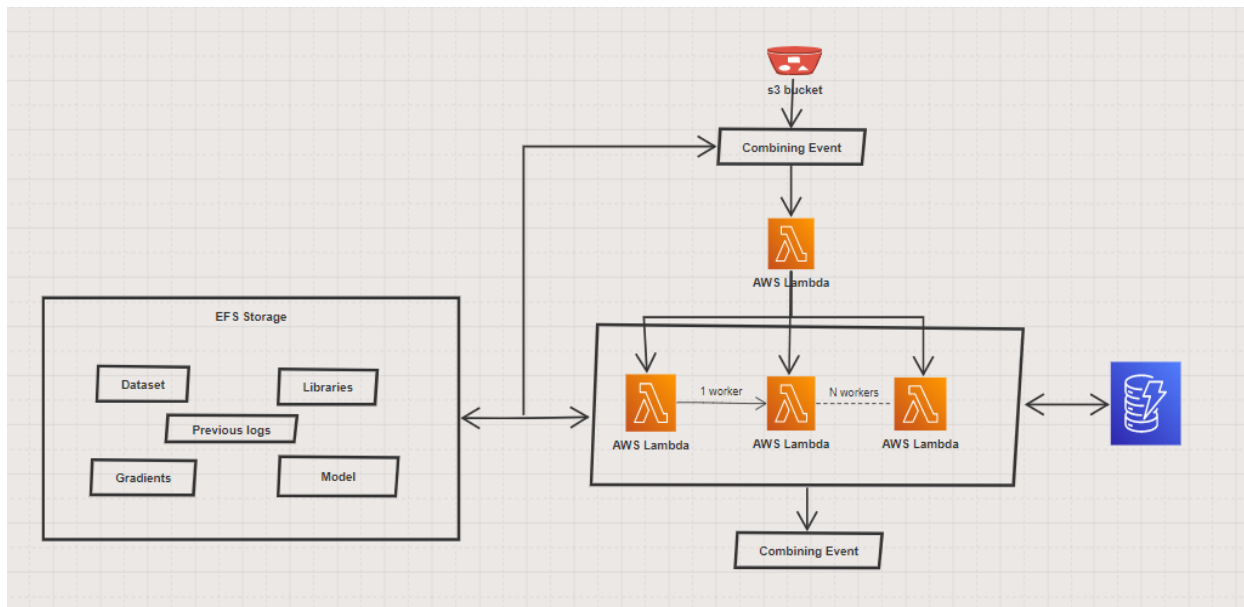 s3 bucket
Combining Event
AWS Lambda
EFS Storage
Dataset
Libraries
Previous logs
Gradients
Model
1 worker
N workers
AWS Lambda
AWS Lambda
AWS Lambda
Combining Event